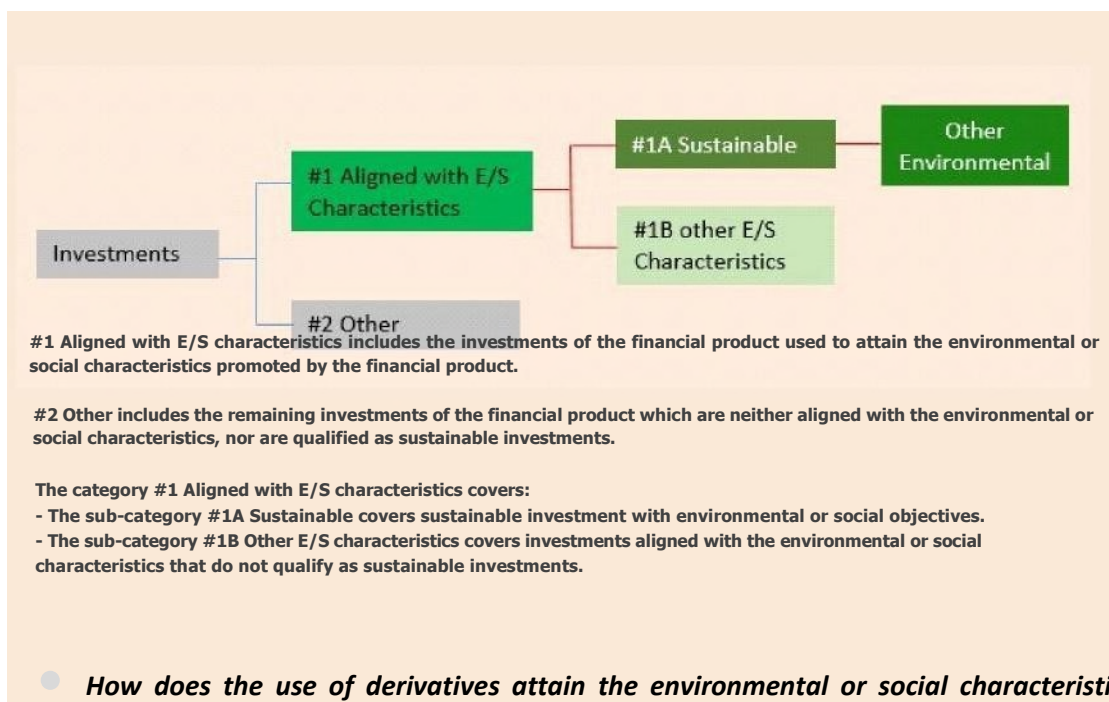 Other
Environmental
#1A Sustainable
#1 Aligned with E/S
Characteristics
#1B other E/S
Characteristics
Investments
#2 Other
#1 Aligned with E/S characteristics includes the investments of the financial product used to attain the environmental or
social characteristics promoted by the financial product.
#2 Other includes the remaining investments of the financial product which are neither aligned with the environmental or
social characteristics, nor are qualified as sustainable investments.
The category #1 Aligned with E/S characteristics covers:
- The sub-category #1A Sustainable covers sustainable investment with environmental or social objectives.
- The sub-category #1B Other E/S characteristics covers investments aligned with the environmental or social
characteristics that do not qualify as sustainable investments.
How does the use of derivatives attain the environmental or social characteristi